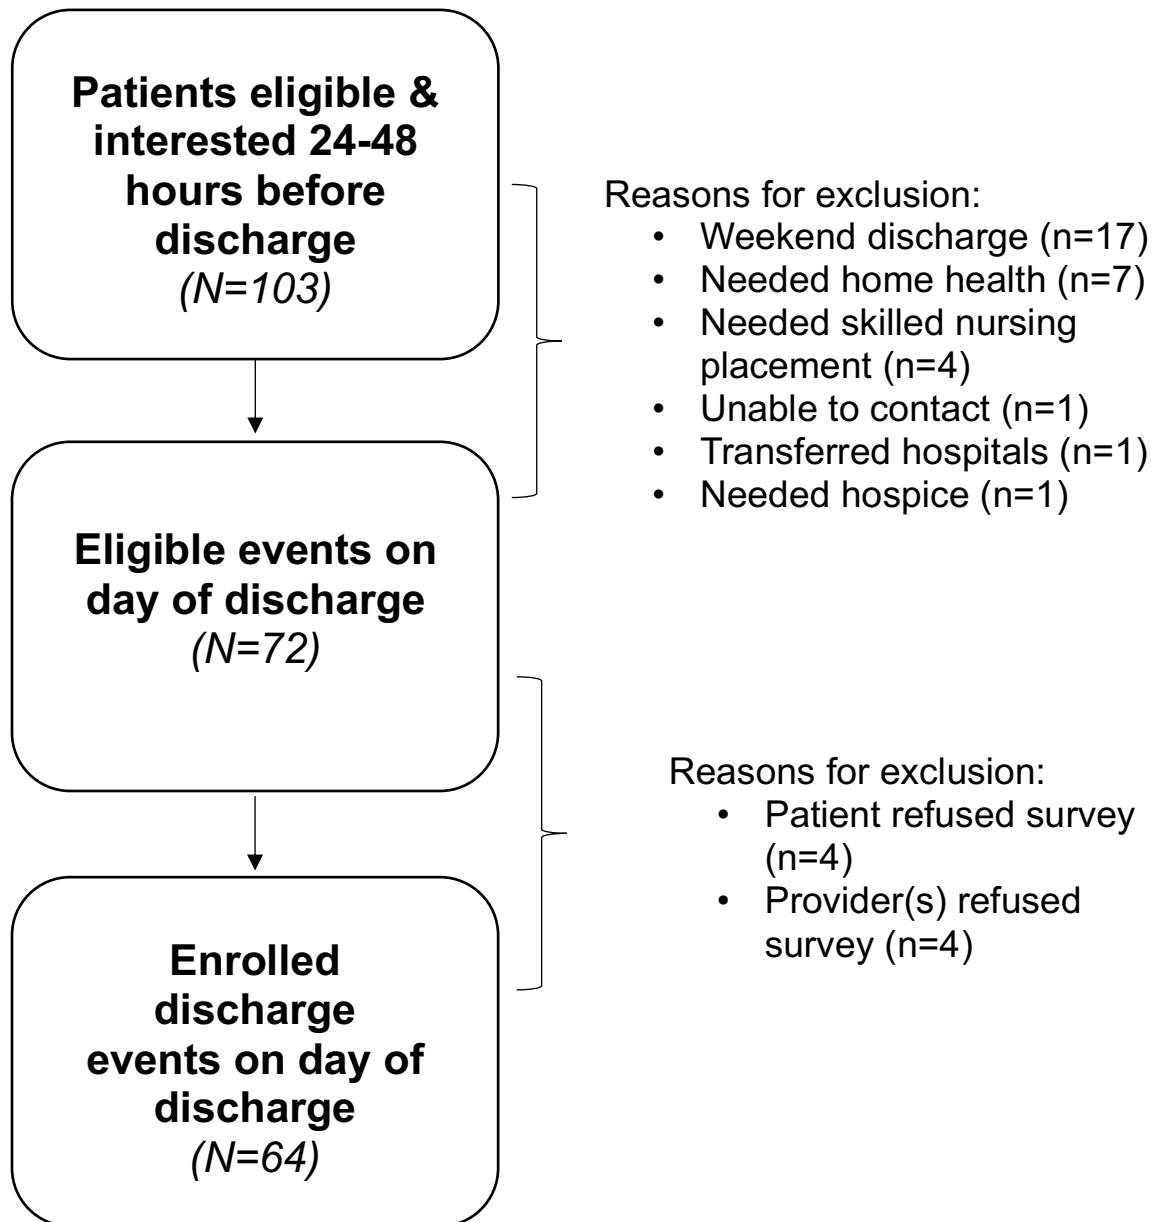 Patients eligible &
interested 24-48
hours before
discharge
(N=103)
Reasons for exclusion:
• Weekend discharge (n=17)
• Needed home health (n=7)
• Needed skilled nursing
placement (n=4)
• Unable to contact (n=1)
• Transferred hospitals (n=1)
• Needed hospice (n=1)
Eligible events on
day of discharge
(N=72)
Reasons for exclusion:
• Patient refused survey
(n=4)
• Provider(s) refused
survey (n=4)
Enrolled
discharge
events on day of
discharge
(N=64)